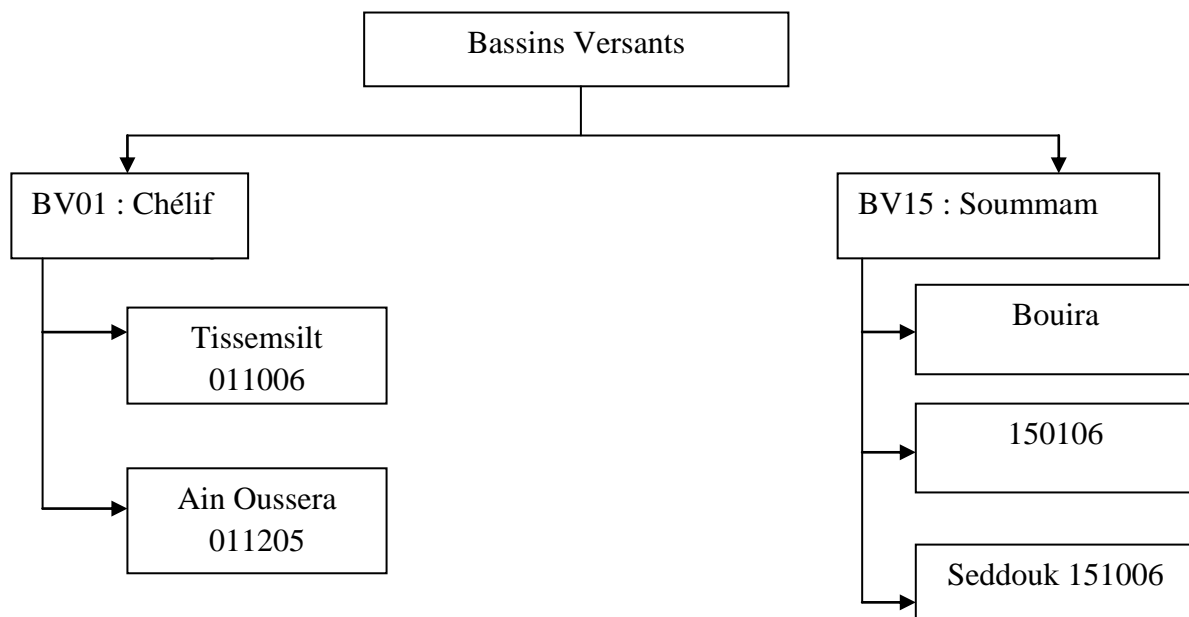 Bassins Versants
BV01 : Chélif
BV15 : Soummam
Tissemsilt
011006
Ain Oussera
011205
Bouira
150106
Seddouk 151006